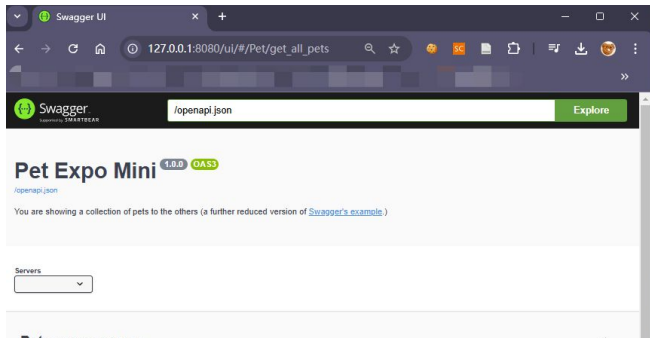 Swagger UI
127.0.0.1:8080/ui/#/Pet/get_all_pets
SC
Swagger.
Supported by SMARTBEAR
/openapi.json
Explore
Pet Expo Mini 1.0.0 OAS3
/openapi.json
You are showing a collection of pets to the others (a further reduced version of Swagger's example.)
Servers